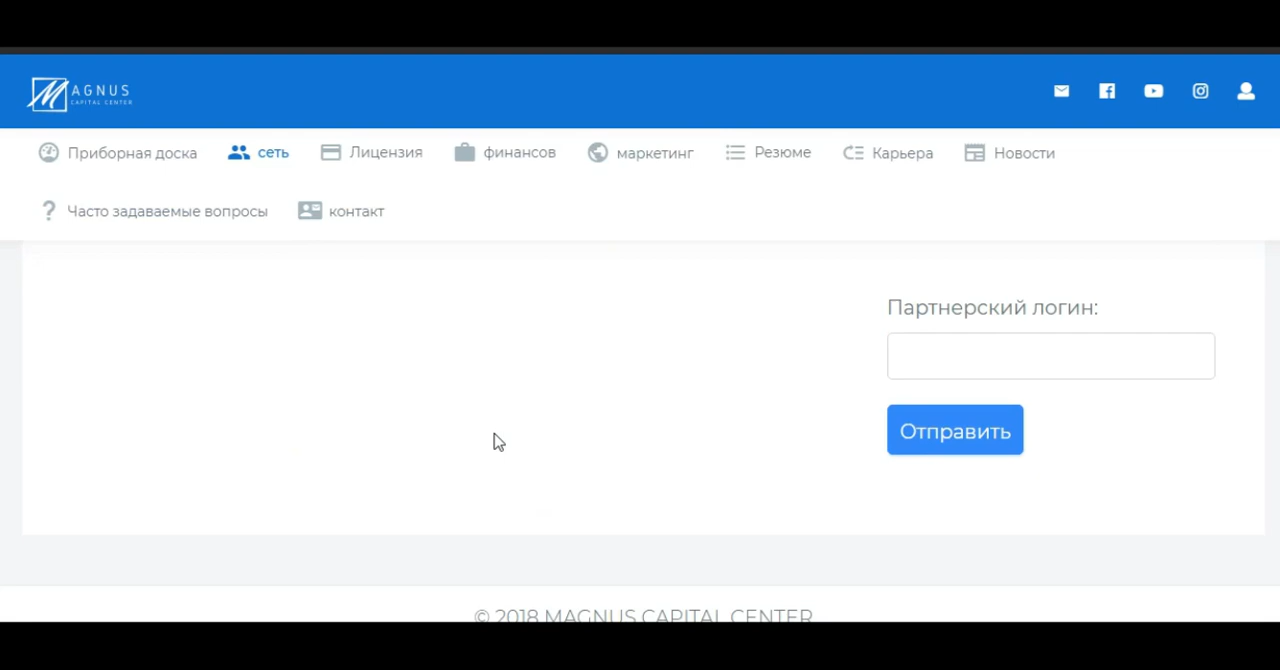 MAGNUS
CAPITAL CENTER
Приборная доска сеть Лицензия финансов маркетинг Резюме Карьера Новости
Часто задаваемые вопросы контакт
Партнерский логин:
Отправить
© 2018 MAGNUS CAPITAL CENTER